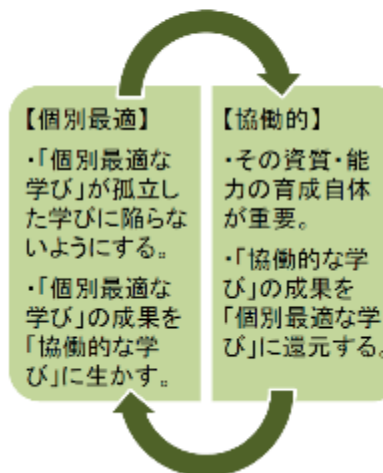 【個別最適】
・「個別最適な
学び」が孤立し
た学びに陥らな
いようにする。
・「個別最適な
学び」の成果を
「協働的な学
び」に生かす。
【協働的】
・その資質・能
力の育成自体
が重要。
・「協働的な学
び」の成果を
「個別最適な学
び」に還元する。